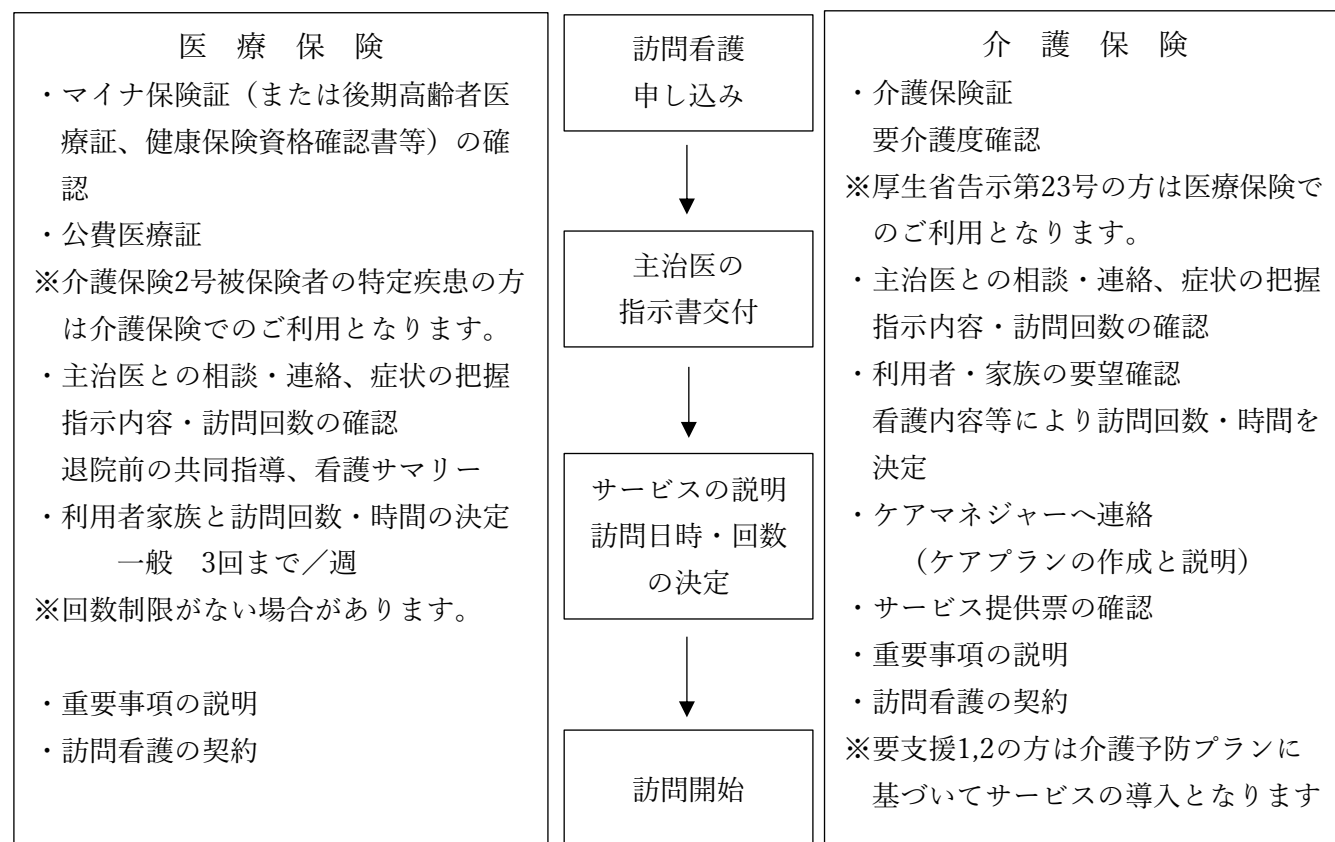 医 療 保 険
・マイナ保険証（または後期高齢者医
療証、健康保険資格確認書等）の確
認
・公費医療証
※介護保険2号被保険者の特定疾患の方
は介護保険でのご利用となります。
・主治医との相談・連絡、症状の把握
指示内容・訪問回数の確認
退院前の共同指導、看護サマリー
・利用者家族と訪問回数・時間の決定
一般　3回まで／週
※回数制限がない場合があります。
・重要事項の説明
・訪問看護の契約
訪問看護
申し込み
主治医の
指示書交付
サービスの説明
訪問日時・回数
の決定
訪問開始
介 護 保 険
・介護保険証
要介護度確認
※厚生省告示第23号の方は医療保険で
のご利用となります。
・主治医との相談・連絡、症状の把握
指示内容・訪問回数の確認
・利用者・家族の要望確認
看護内容等により訪問回数・時間を
決定
・ケアマネジャーへ連絡
（ケアプランの作成と説明）
・サービス提供票の確認
・重要事項の説明
・訪問看護の契約
※要支援1,2の方は介護予防プランに
基づいてサービスの導入となります